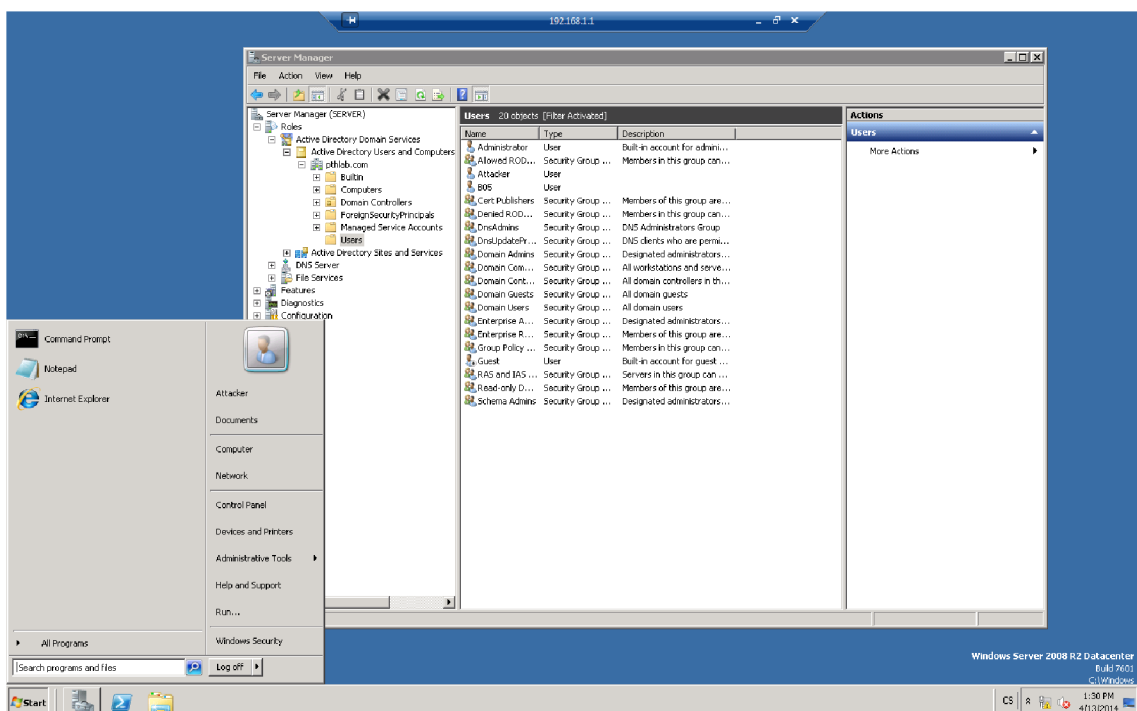 192.168.1.1
Server Manager
File Action View Help
Server Manager (SERVER)
Roles
Active Directory Domain Services
Active Directory Users and Computers
pthlab.com
Builtin
Computers
Domain Controllers
ForeignSecurityPrincipals
Managed Service Accounts
Users
Active Directory Sites and Services
DNS Server
File Services
Features
Diagnostics
Configuration
Users 20 objects [Filter Activated]
Name Type Description
Administrator User Built-in account for admini...
Allowed ROD... Security Group ... Members in this group can...
Attacker User
B05 User
Cert Publishers Security Group ... Members of this group are...
Denied ROD... Security Group ... Members in this group can...
DnsAdmins Security Group ... DNS Administrators Group
DnsUpdatePr... Security Group ... DNS clients who are permi...
Domain Admins Security Group ... Designated administrators...
Domain Com... Security Group ... All workstations and serve...
Domain Cont... Security Group ... All domain controllers in th...
Domain Guests Security Group ... All domain guests
Domain Users Security Group ... All domain users
Enterprise A... Security Group ... Designated administrators...
Enterprise R... Security Group ... Members of this group are...
Group Policy ... Security Group ... Members in this group can...
Guest User Built-in account for guest ...
RAS and IAS ... Security Group ... Servers in this group can ...
Read-only D... Security Group ... Members of this group are...
Schema Admins Security Group ... Designated administrators...
Actions
Users
More Actions
Command Prompt
Notepad
Internet Explorer
All Programs
Search programs and files
Attacker
Documents
Computer
Network
Control Panel
Devices and Printers
Administrative Tools
Help and Support
Run...
Windows Security
Log off
Windows Server 2008 R2 Datacenter
Build 7601
C:\Windows
Start
CS
1:30 PM
4/13/2014